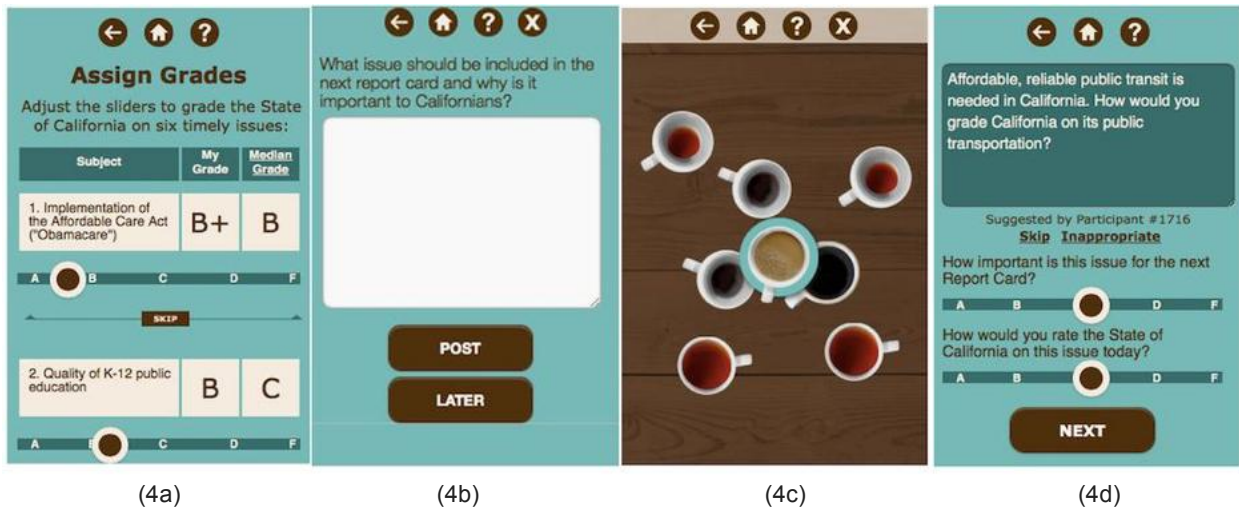 Assign Grades
Adjust the sliders to grade the State
of California on six timely issues:
Subject
My
Grade
Median
Grade
1. Implementation of
the Affordable Care Act
("Obamacare")
B+
B
A B C D F
SKIP
2. Quality of K-12 public
education
B
C
A B C D F
(4a)
?
X
What issue should be included in the
next report card and why is it
important to Californians?
POST
LATER
(4b)
?
X
(4c)
?
Affordable, reliable public transit is
needed in California. How would you
grade California on its public
transportation?
Suggested by Participant #1716
Skip Inappropriate
How important is this issue for the next
Report Card?
A B D F
How would you rate the State of
California on this issue today?
A B D F
NEXT
(4d)